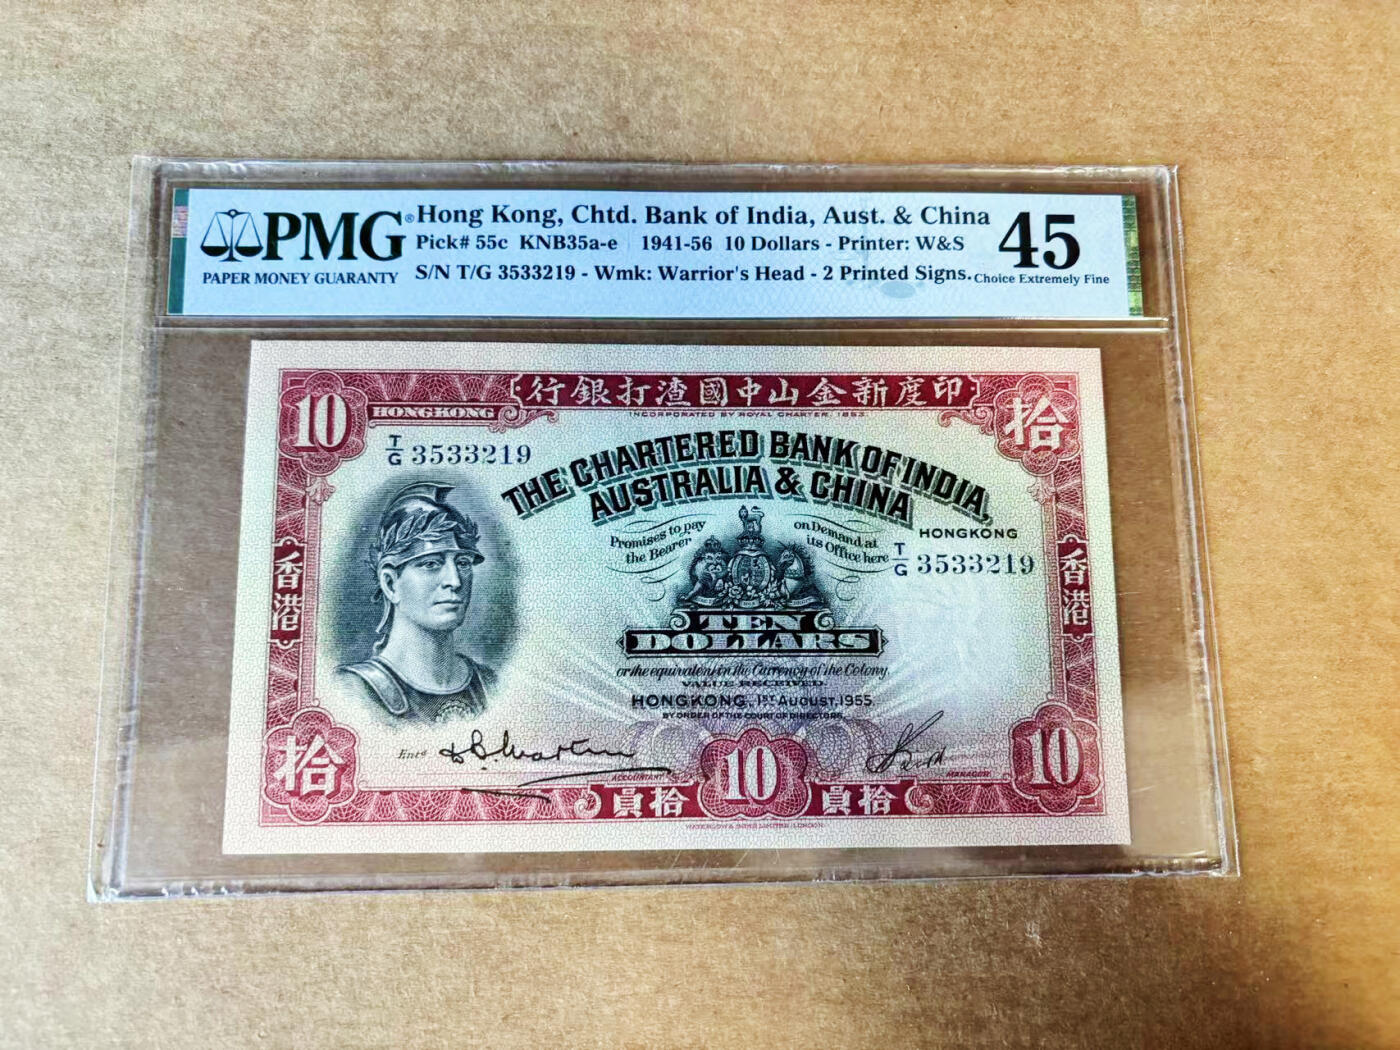 PMG®
PAPER MONEY GUARANTY
Hong Kong, Chtd. Bank of India, Aust. & China
Pick# 55c KNB35a-e 1941-56 10 Dollars - Printer: W&S
S/N T/G 3533219 - Wmk: Warrior's Head - 2 Printed Signs.
45
Choice Extremely Fine
行銀打渣國中山金新度印
10
HONGKONG
INCORPORATED BY ROYAL CHARTER, 1853
拾
T/G 3533219
THE CHARTERED BANK OF INDIA,
AUSTRALIA & CHINA
HONGKONG
Promises to pay
the Bearer
on Demand at
its Office here
T/G 3533219
香港
香港
TEN
DOLLARS
or the equivalent in the Currency of the Colony
VALUE RECEIVED
HONGKONG, 1ST AUGUST, 1955
BY ORDER OF THE COURT OF DIRECTORS
Entd
ACCOUNTANT
MANAGER
拾
10
10
員拾
員拾
WATERLOW & SONS LIMITED, LONDON